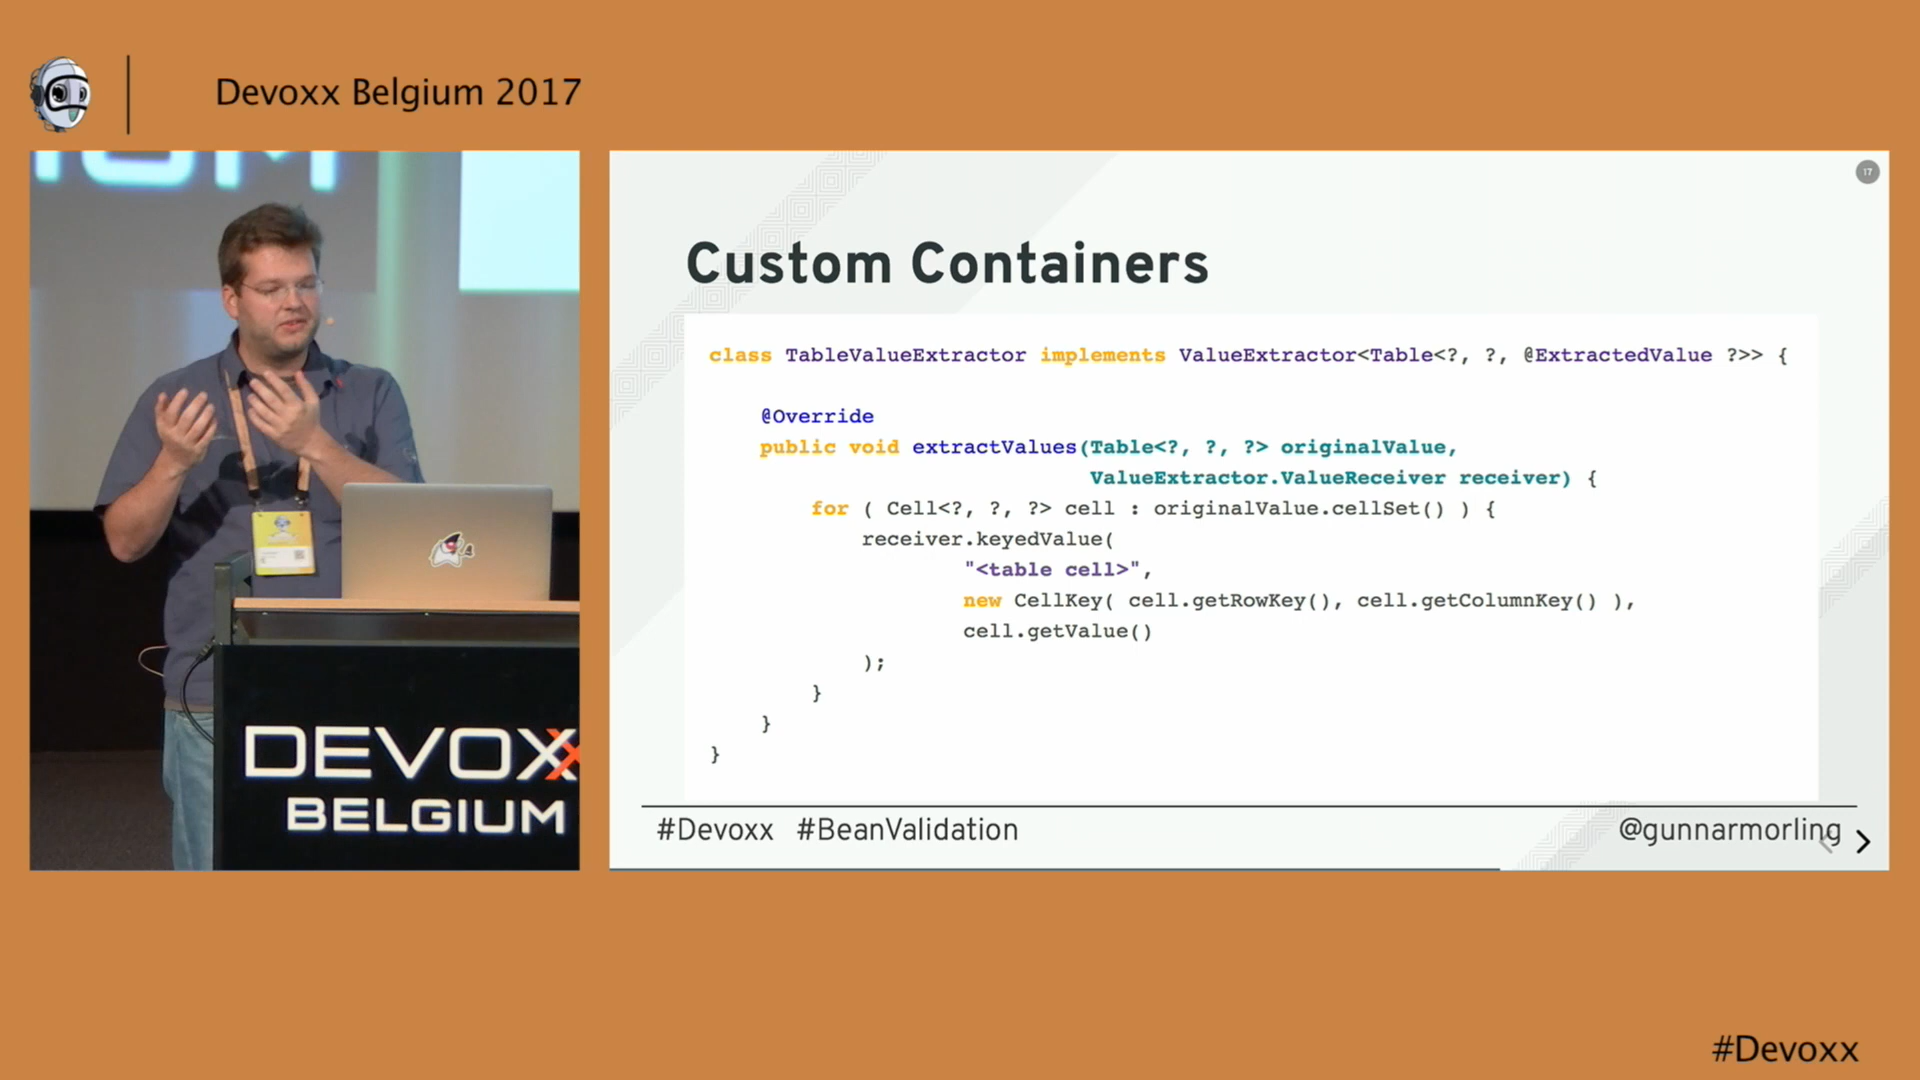 Devoxx Belgium 2017
DEVOXX
BELGIUM
17
Custom Containers
class TableValueExtractor implements ValueExtractor<Table<?, ?, @ExtractedValue ?>> {
@Override
public void extractValues(Table<?, ?, ?> originalValue,
ValueExtractor.ValueReceiver receiver) {
for ( Cell<?, ?, ?> cell : originalValue.cellSet() ) {
receiver.keyedValue(
"<table cell>",
new CellKey( cell.getRowKey(), cell.getColumnKey() ),
cell.getValue()
);
}
}
}
#Devoxx #BeanValidation
@gunnarmorling
#Devoxx